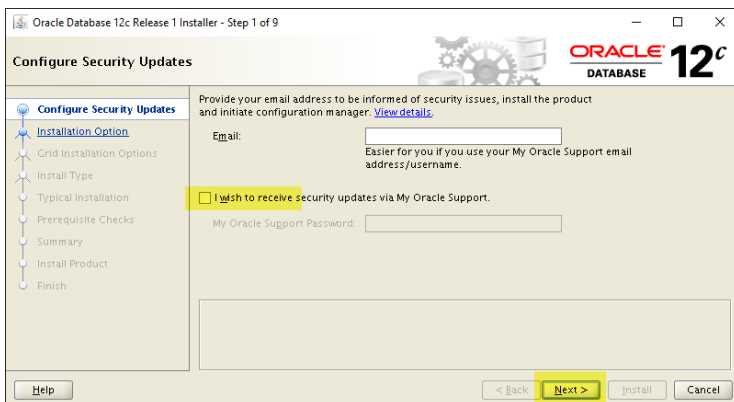 Oracle Database 12c Release 1 Installer - Step 1 of 9
Configure Security Updates
ORACLE
DATABASE
12c
Configure Security Updates
Installation Option
Grid Installation Options
Install Type
Typical Installation
Prerequisite Checks
Summary
Install Product
Finish
Provide your email address to be informed of security issues, install the product
and initiate configuration manager. View details.
Email:
Easier for you if you use your My Oracle Support email
address/username.
I wish to receive security updates via My Oracle Support.
My Oracle Support Password:
Help
< Back
Next >
Install
Cancel